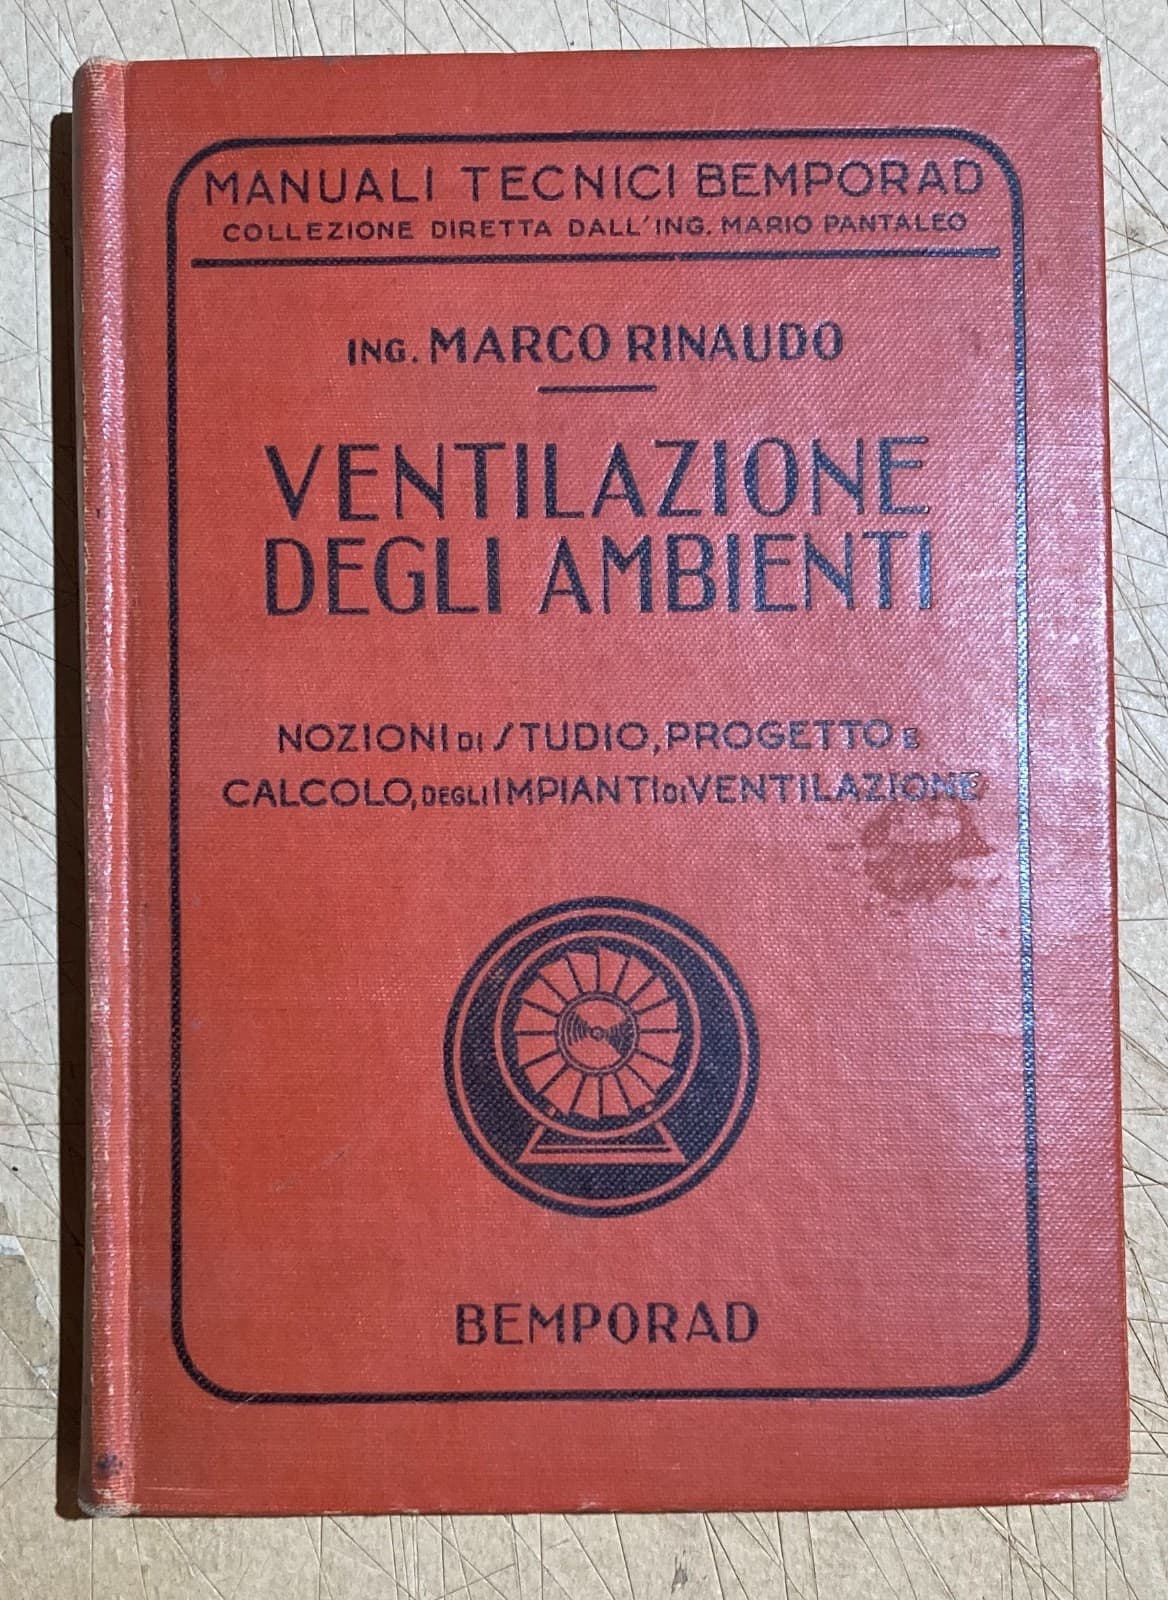 MANUALI TECNICI BEMPORAD
COLLEZIONE DIRETTA DALL'ING. MARIO PANTALEO
ING. MARCO RINAUDO
VENTILAZIONE
DEGLI AMBIENTI
NOZIONI DI STUDIO, PROGETTO E
CALCOLO, DEGLI IMPIANTI DI VENTILAZIONE
BEMPORAD